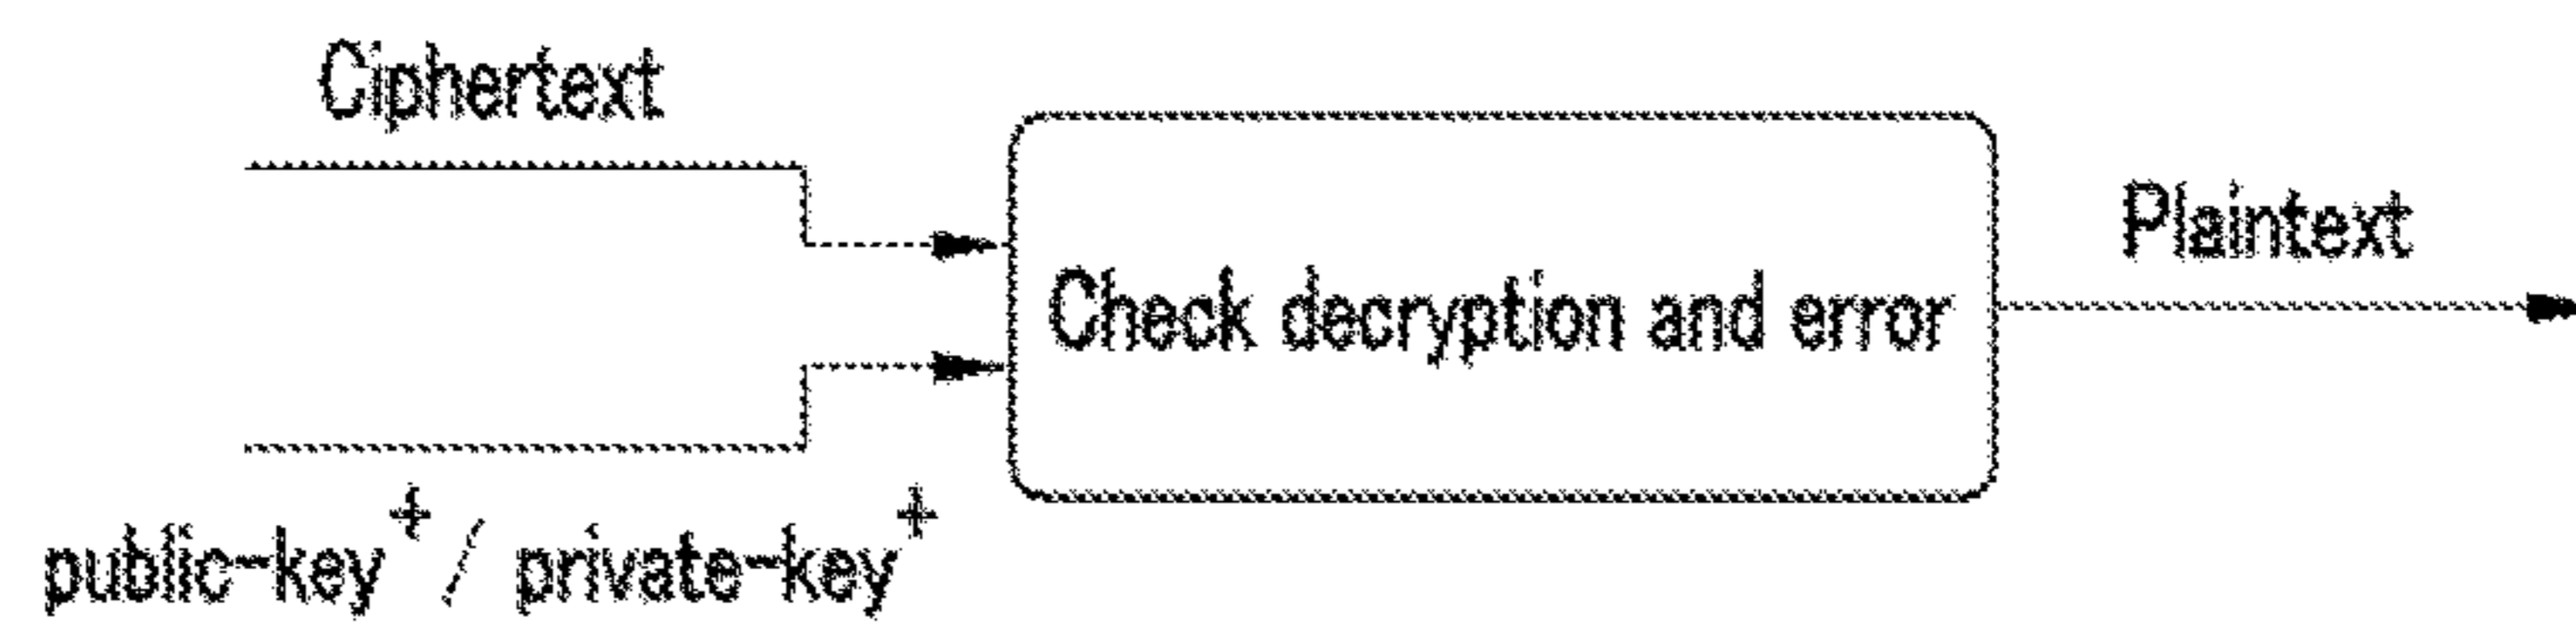 Ciphertext
Plaintext
Check decryption and error
public-key⁺ / private-key⁺